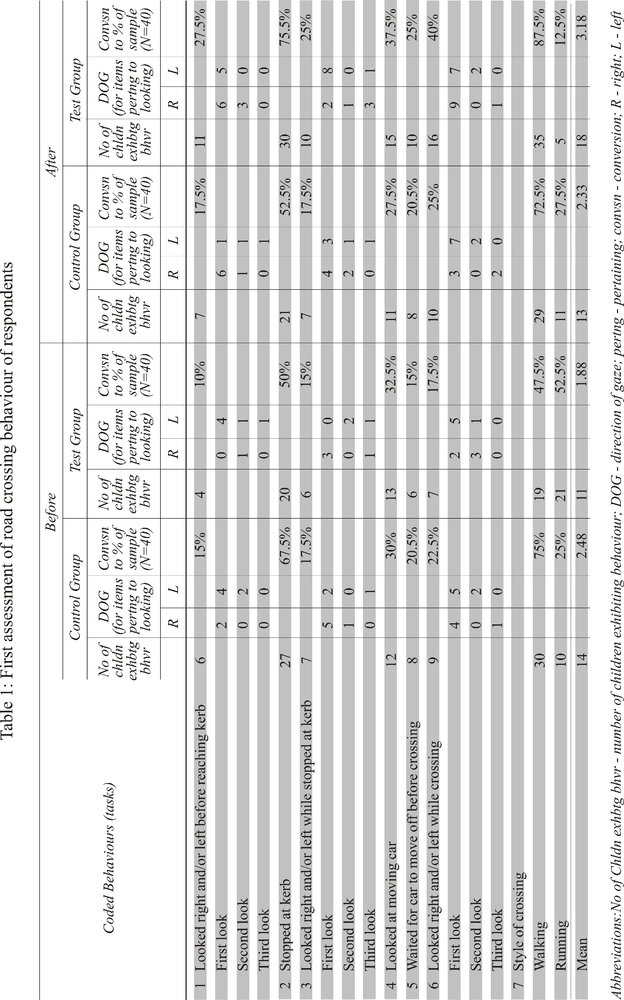 Table 1: First assessment of road crossing behaviour of respondents
Before After
Control Group Test Group Control Group Test Group
Coded Behaviours (tasks) No of chldn exhbtg bhvr DOG (for items pertng to looking) Convsn to % of sample (N=40) No of chldn exhbtg bhvr DOG (for items pertng to looking) Convsn to % of sample (N=40) No of chldn exhbtg bhvr DOG (for items pertng to looking) Convsn to % of sample (N=40) No of chldn exhbtg bhvr DOG (for items pertng to looking) Convsn to % of sample (N=40)
R L R L R L R L
1 Looked right and/or left before reaching kerb 6 15% 4 10% 7 17.5% 11 27.5%
First look 2 4 0 4 6 1 6 5
Second look 0 2 1 1 1 1 3 0
Third look 0 0 0 1 0 1 0 0
2 Stopped at kerb 27 67.5% 20 50% 21 52.5% 30 75.5%
3 Looked right and/or left while stopped at kerb 7 17.5% 6 15% 7 17.5% 10 25%
First look 5 2 3 0 4 3 2 8
Second look 1 0 0 2 2 1 1 0
Third look 0 1 1 1 0 1 3 1
4 Looked at moving car 12 30% 13 32.5% 11 27.5% 15 37.5%
5 Waited for car to move off before crossing 8 20.5% 6 15% 8 20.5% 10 25%
6 Looked right and/or left while crossing 9 22.5% 7 17.5% 10 25% 16 40%
First look 4 5 2 5 3 7 9 7
Second look 0 2 3 1 0 2 0 2
Third look 1 0 0 0 2 0 1 0
7 Style of crossing
Walking 30 75% 19 47.5% 29 72.5% 35 87.5%
Running 10 25% 21 52.5% 11 27.5% 5 12.5%
Mean 14 2.48 11 1.88 13 2.33 18 3.18
Abbreviations:No of Chldn exhbtg bhvr - number of children exhibiting behaviour; DOG - direction of gaze; pertng - pertaining; convsn - conversion; R - right; L - left